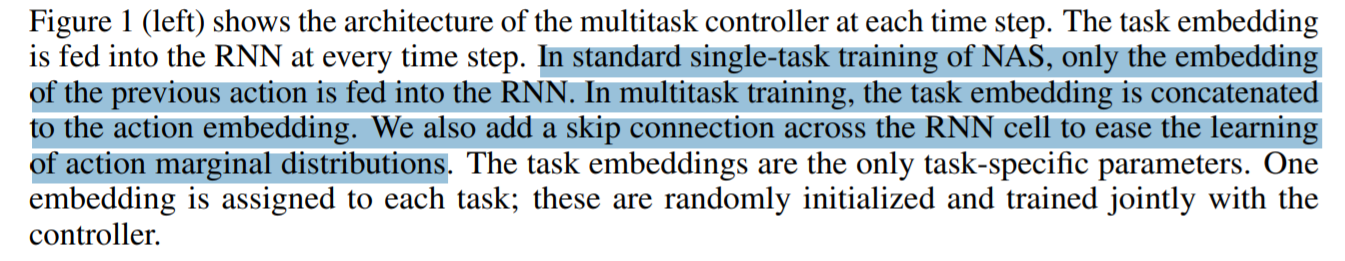 Figure 1 (left) shows the architecture of the multitask controller at each time step. The task embedding
is fed into the RNN at every time step. In standard single-task training of NAS, only the embedding
of the previous action is fed into the RNN. In multitask training, the task embedding is concatenated
to the action embedding. We also add a skip connection across the RNN cell to ease the learning
of action marginal distributions. The task embeddings are the only task-specific parameters. One
embedding is assigned to each task; these are randomly initialized and trained jointly with the
controller.